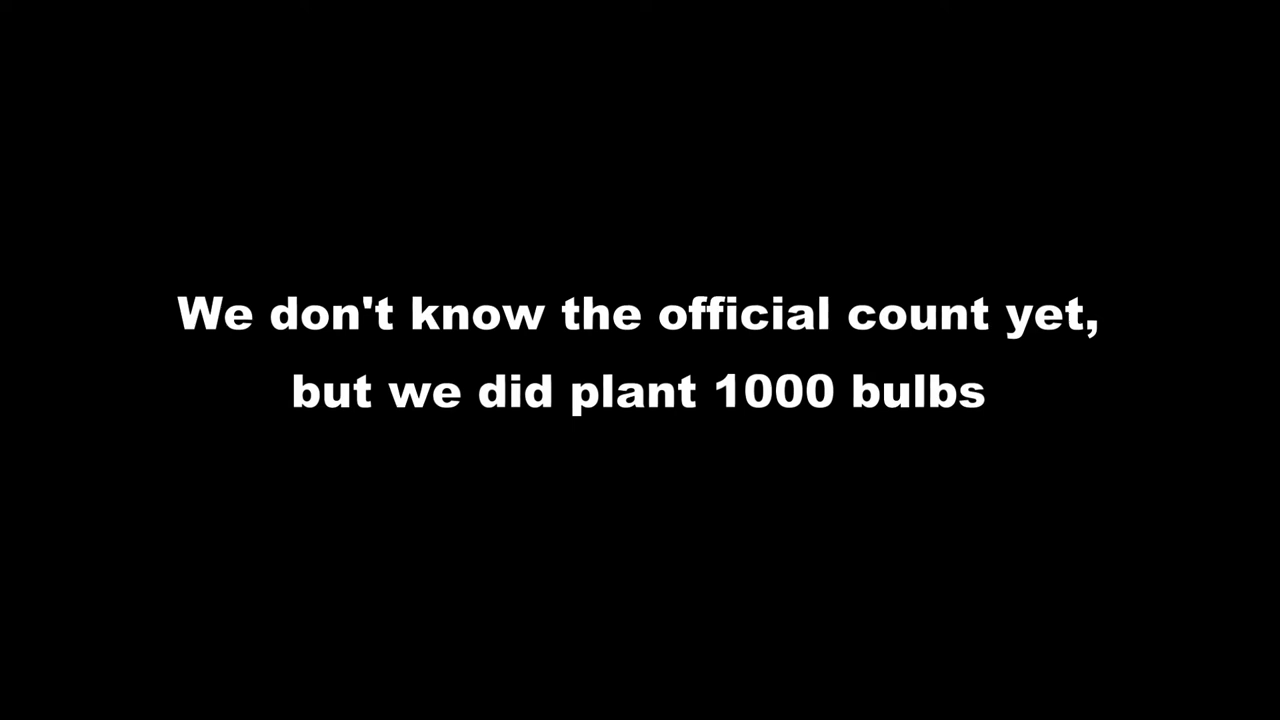 We don't know the official count yet,
but we did plant 1000 bulbs